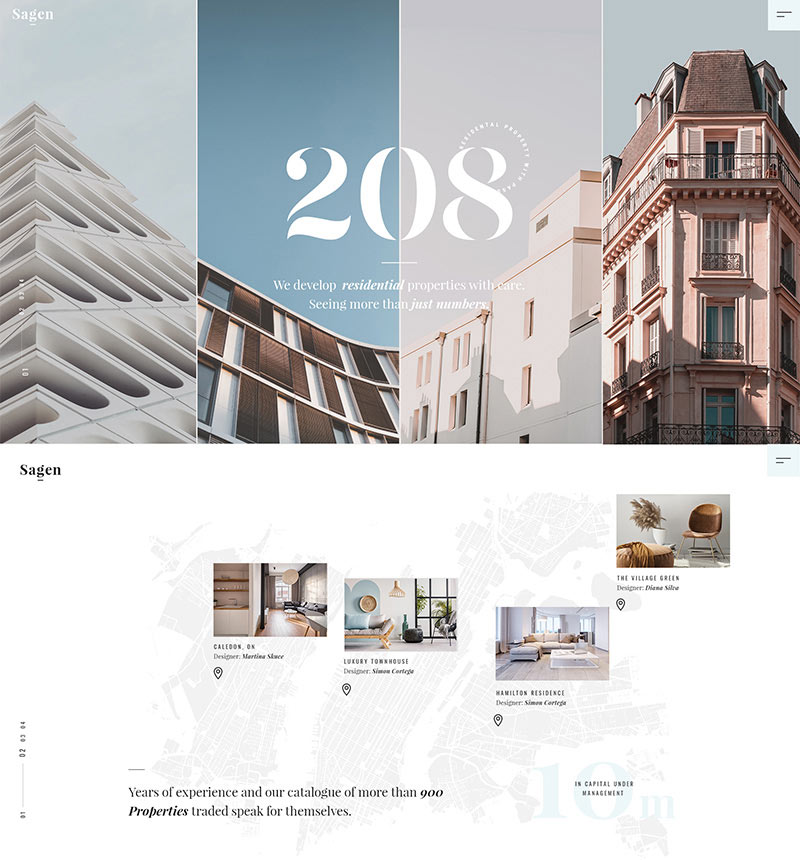 Sagen
RESIDENTAL PROPERTY WITH
208
We develop residential properties with care.
Seeing more than just numbers.
01 02 03 04
Sagen
THE VILLAGE GREEN
Designer: Diana Silva
CALEDON, ON
Designer: Martina Skuce
LUXURY TOWNHOUSE
Designer: Simon Cortega
HAMILTON RESIDENCE
Designer: Simon Cortega
01 02 03 04
Years of experience and our catalogue of more than 900
Properties traded speak for themselves.
10m
IN CAPITAL UNDER
MANAGEMENT